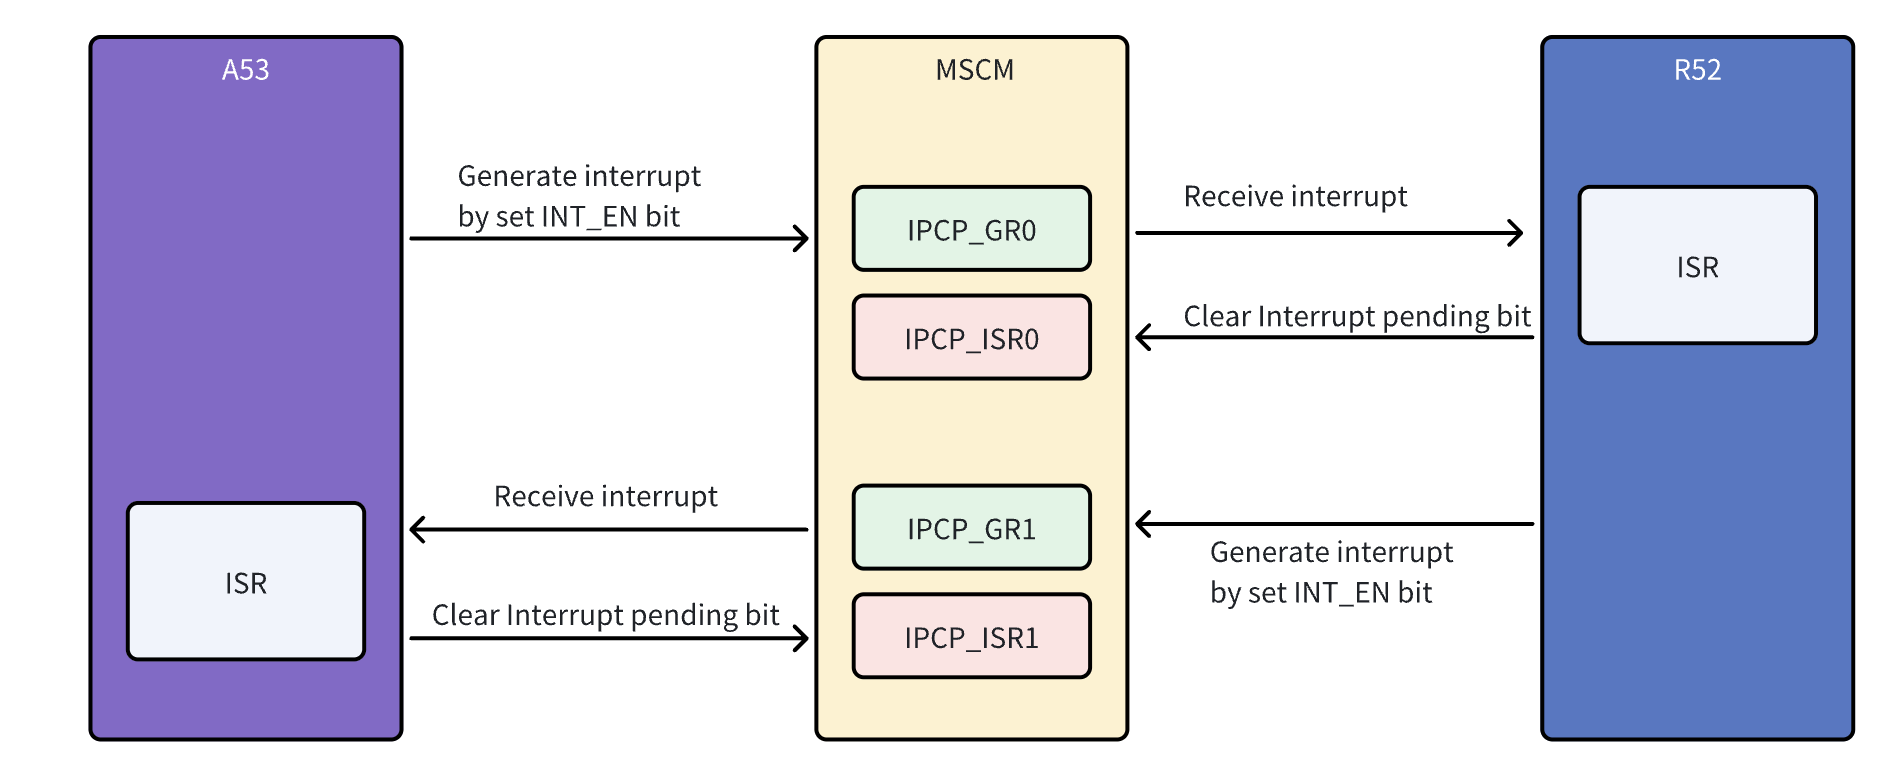 A53
MSCM
R52
Generate interrupt
by set INT_EN bit
IPCP_GR0
Receive interrupt
ISR
IPCP_ISR0
Clear Interrupt pending bit
Receive interrupt
IPCP_GR1
Generate interrupt
by set INT_EN bit
ISR
Clear Interrupt pending bit
IPCP_ISR1